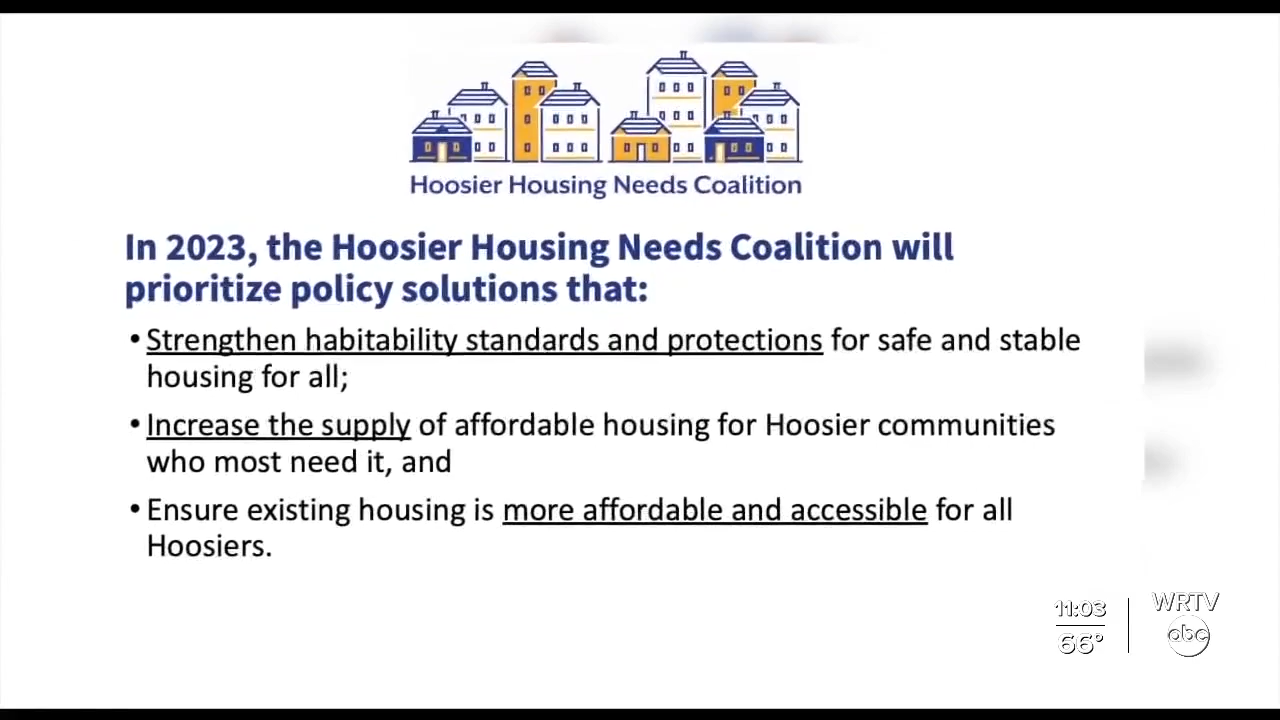 Hoosier Housing Needs Coalition
In 2023, the Hoosier Housing Needs Coalition will
prioritize policy solutions that:
• Strengthen habitability standards and protections for safe and stable
housing for all;
• Increase the supply of affordable housing for Hoosier communities
who most need it, and
• Ensure existing housing is more affordable and accessible for all
Hoosiers.
11:03
66°
WRTV
abc